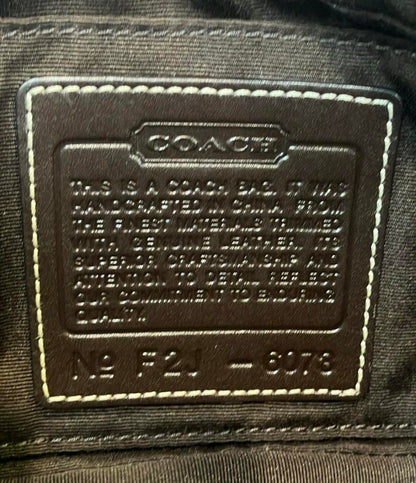 COACH
THIS IS A COACH BAG. IT WAS
HANDCRAFTED IN CHINA FROM
THE FINEST MATERIALS TRIMMED
WITH GENUINE LEATHER. ITS
SUPERIOR CRAFTSMANSHIP AND
ATTENTION TO DETAIL REFLECT
OUR COMMITMENT TO ENDURING
QUALITY.
Nº F2J - 6073